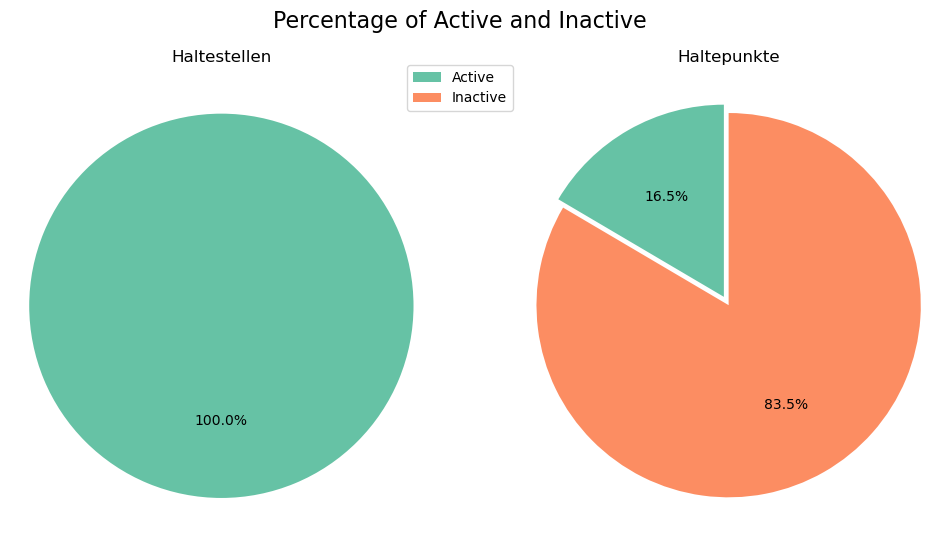 Percentage of Active and Inactive
Haltestellen
Active
Inactive
100.0%
Haltepunkte
16.5%
83.5%